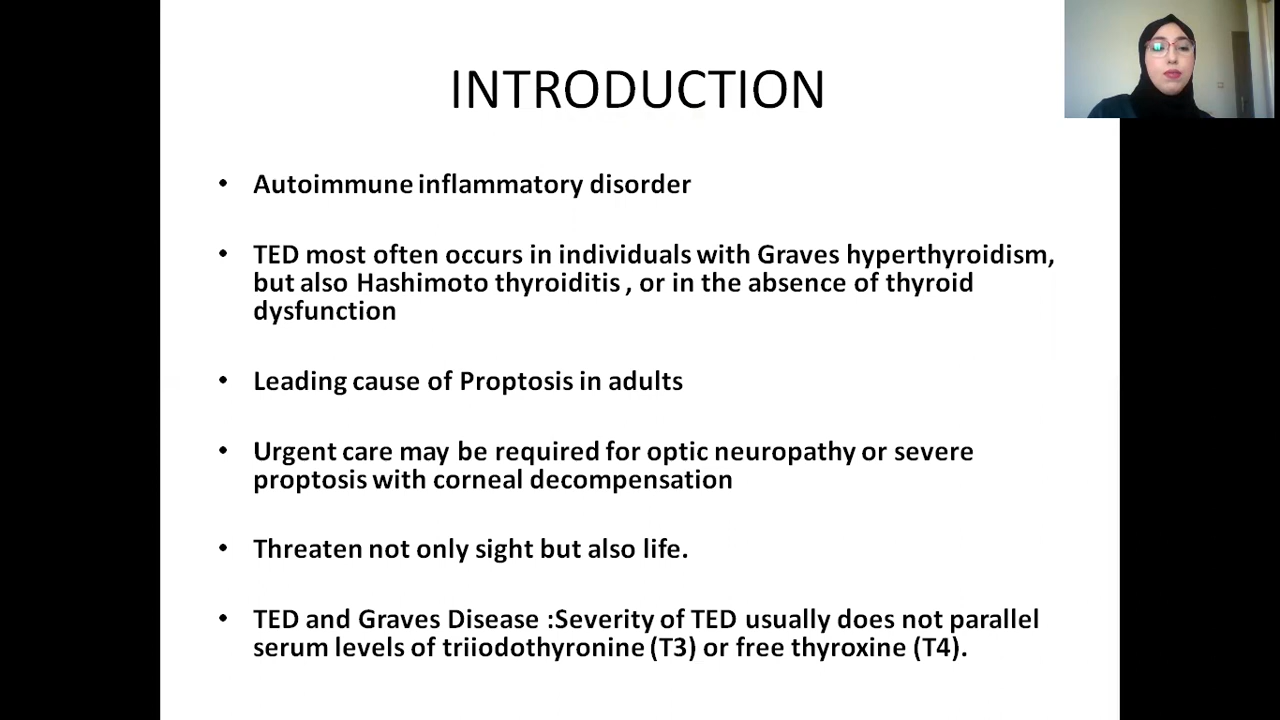 INTRODUCTION
• Autoimmune inflammatory disorder
• TED most often occurs in individuals with Graves hyperthyroidism,
but also Hashimoto thyroiditis , or in the absence of thyroid
dysfunction
• Leading cause of Proptosis in adults
• Urgent care may be required for optic neuropathy or severe
proptosis with corneal decompensation
• Threaten not only sight but also life.
• TED and Graves Disease :Severity of TED usually does not parallel
serum levels of triiodothyronine (T3) or free thyroxine (T4).